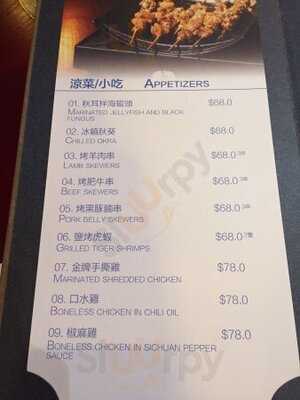 涼菜/小吃 APPETIZERS
01. 秋耳拌海蜇頭 $68.0
MARINATED JELLYFISH AND BLACK
FUNGUS
02. 冰鎮秋葵 $68.0
CHILLED OKRA
03. 烤羊肉串 $68.0
LAMB SKEWERS
04. 烤肥牛串 $68.0
BEEF SKEWERS
05. 烤黑豚腩串 $68.0
PORK BELLY SKEWERS
06. 鹽烤虎蝦 $68.0
GRILLED TIGER SHRIMPS
07. 金牌手撕雞 $78.0
MARINATED SHREDDED CHICKEN
08. 口水雞 $78.0
BONELESS CHICKEN IN CHILI OIL
09. 椒麻雞 $78.0
BONELESS CHICKEN IN SICHUAN PEPPER
SAUCE
sluurpy
sluurpy